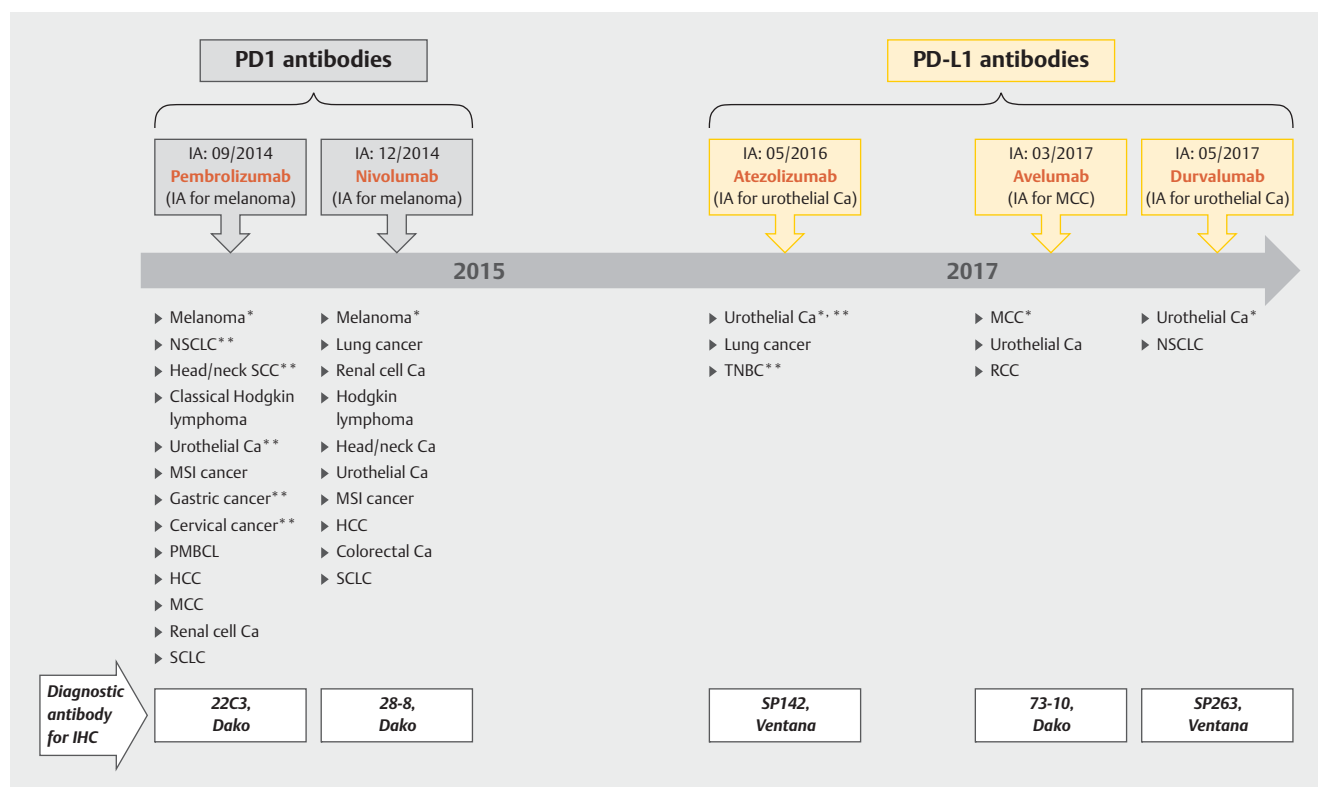 PD1 antibodies
PD-L1 antibodies
IA: 09/2014
Pembrolizumab
(IA for melanoma)
IA: 12/2014
Nivolumab
(IA for melanoma)
IA: 05/2016
Atezolizumab
(IA for urothelial Ca)
IA: 03/2017
Avelumab
(IA for MCC)
IA: 05/2017
Durvalumab
(IA for urothelial Ca)
2015
2017
Melanoma*
NSCLC**
Head/neck SCC**
Classical Hodgkin
lymphoma
Urothelial Ca**
MSI cancer
Gastric cancer**
Cervical cancer**
PMBCL
HCC
MCC
Renal cell Ca
SCLC
Melanoma*
Lung cancer
Renal cell Ca
Hodgkin
lymphoma
Head/neck Ca
Urothelial Ca
MSI cancer
HCC
Colorectal Ca
SCLC
Urothelial Ca*, **
Lung cancer
TNBC**
MCC*
Urothelial Ca
RCC
Urothelial Ca*
NSCLC
Diagnostic
antibody
for IHC
22C3,
Dako
28-8,
Dako
SP142,
Ventana
73-10,
Dako
SP263,
Ventana